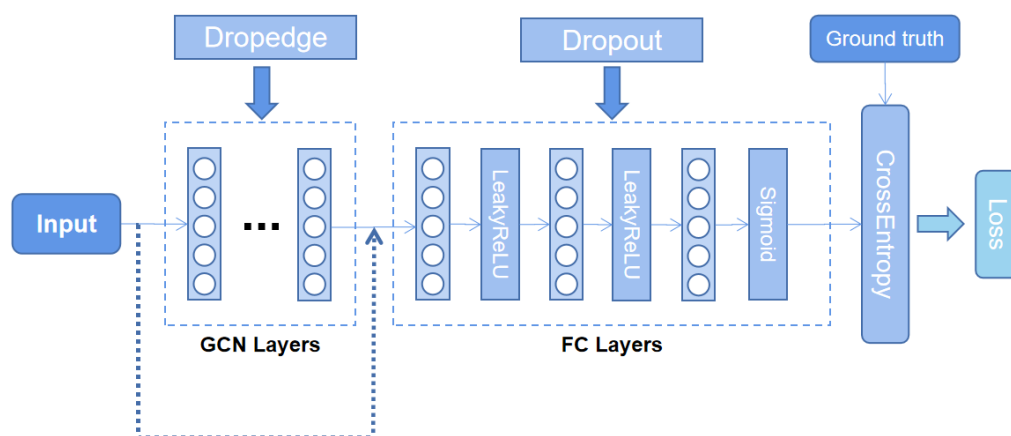 Dropedge
Dropout
Ground truth
Input
...
LeakyReLU
LeakyReLU
Sigmoid
CrossEntropy
Loss
GCN Layers
FC Layers